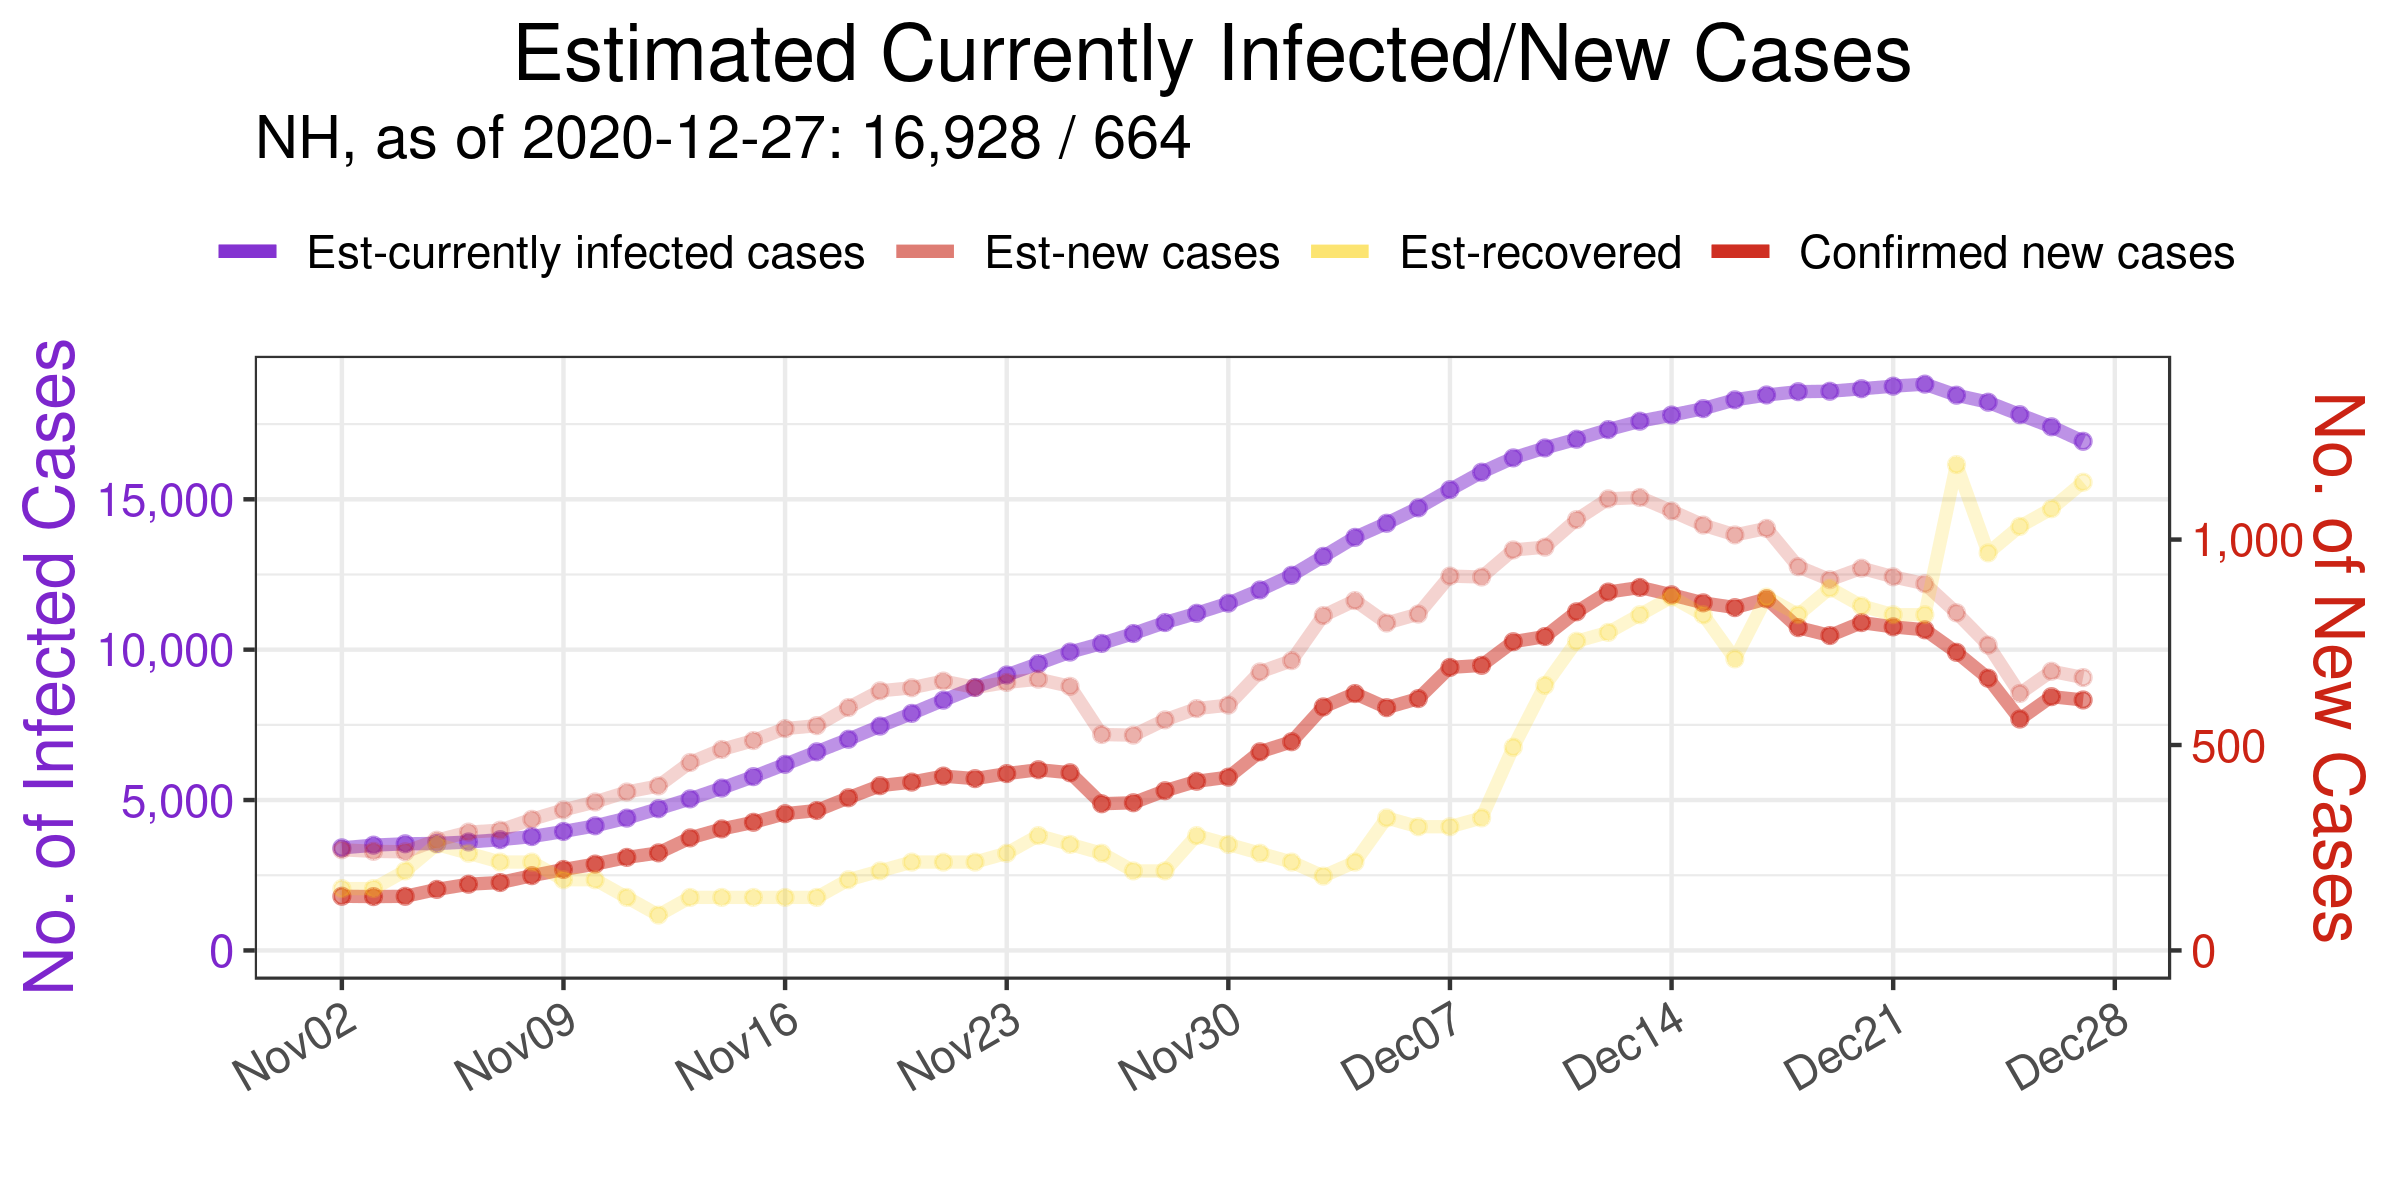 Estimated Currently Infected/New Cases
NH, as of 2020-12-27: 16,928 / 664
Est-currently infected cases
Est-new cases
Est-recovered
Confirmed new cases
No. of Infected Cases
15,000
10,000
5,000
0
1,000
500
0
No. of New Cases
Nov02
Nov09
Nov16
Nov23
Nov30
Dec07
Dec14
Dec21
Dec28